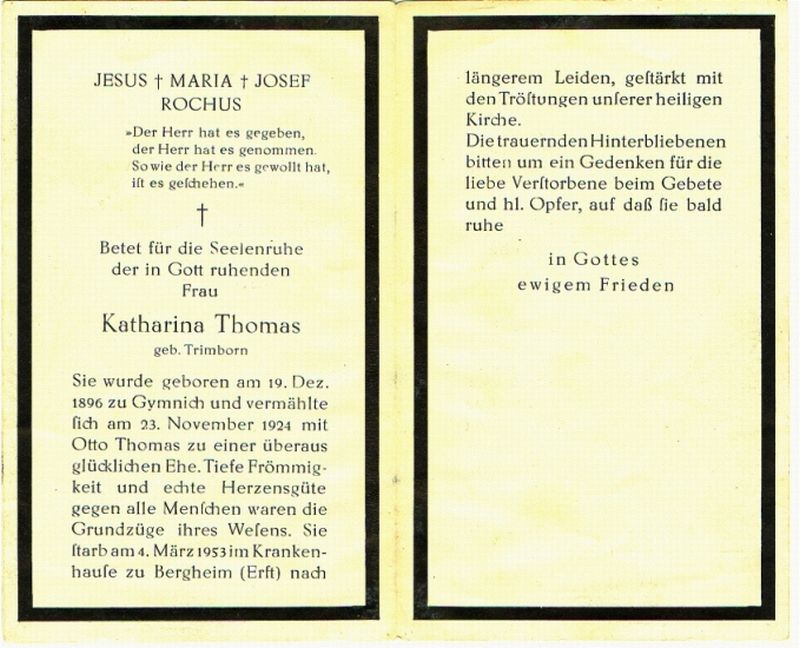 JESUS † MARIA † JOSEF
ROCHUS
»Der Herr hat es gegeben,
der Herr hat es genommen.
So wie der Herr es gewollt hat,
iſt es geſchehen.«
†
Betet für die Seelenruhe
der in Gott ruhenden
Frau
Katharina Thomas
geb. Trimborn
Sie wurde geboren am 19. Dez.
1896 zu Gymnich und vermählte
ſich am 23. November 1924 mit
Otto Thomas zu einer überaus
glücklichen Ehe. Tiefe Frömmig-
keit und echte Herzensgüte
gegen alle Menſchen waren die
Grundzüge ihres Weſens. Sie
ſtarb am 4. März 1953 im Kranken-
hauſe zu Bergheim (Erft) nach
längerem Leiden, geſtärkt mit
den Tröſtungen unſerer heiligen
Kirche.
Die trauernden Hinterbliebenen
bitten um ein Gedenken für die
liebe Verſtorbene beim Gebete
und hl. Opfer, auf daß ſie bald
ruhe
in Gottes
ewigem Frieden